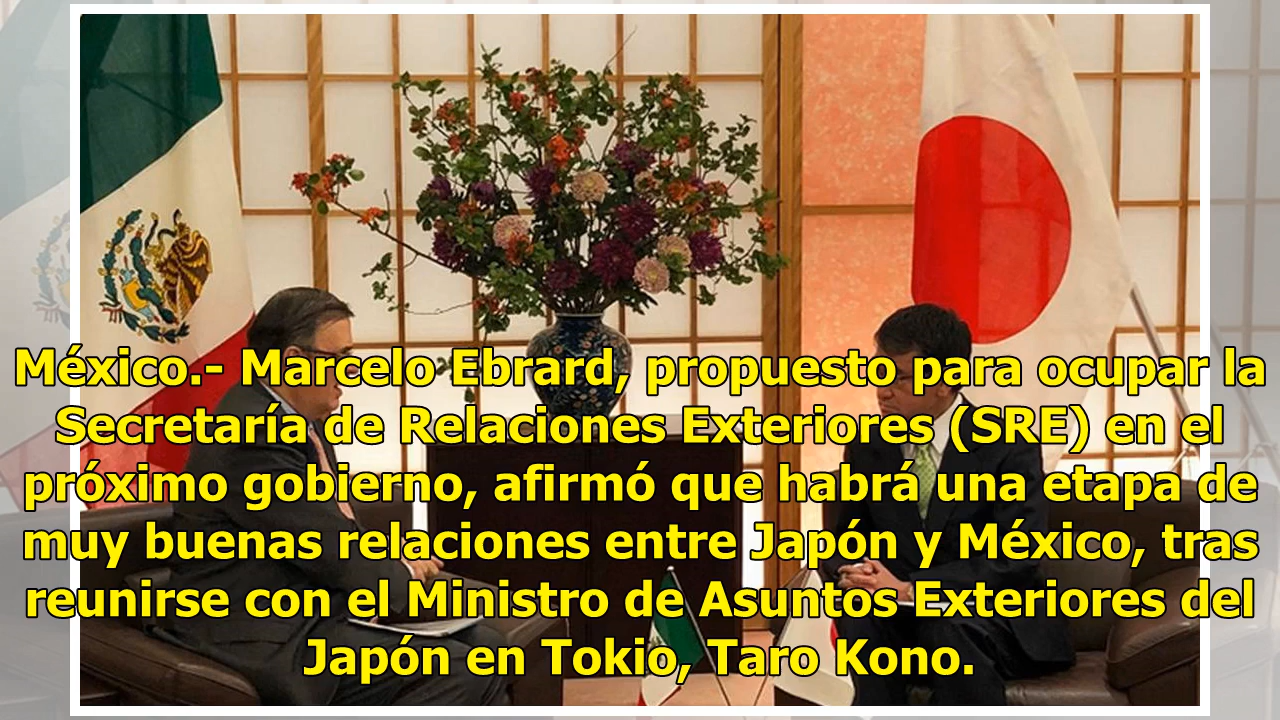 México.- Marcelo Ebrard, propuesto para ocupar la
Secretaría de Relaciones Exteriores (SRE) en el
próximo gobierno, afirmó que habrá una etapa de
muy buenas relaciones entre Japón y México, tras
reunirse con el Ministro de Asuntos Exteriores del
Japón en Tokio, Taro Kono.